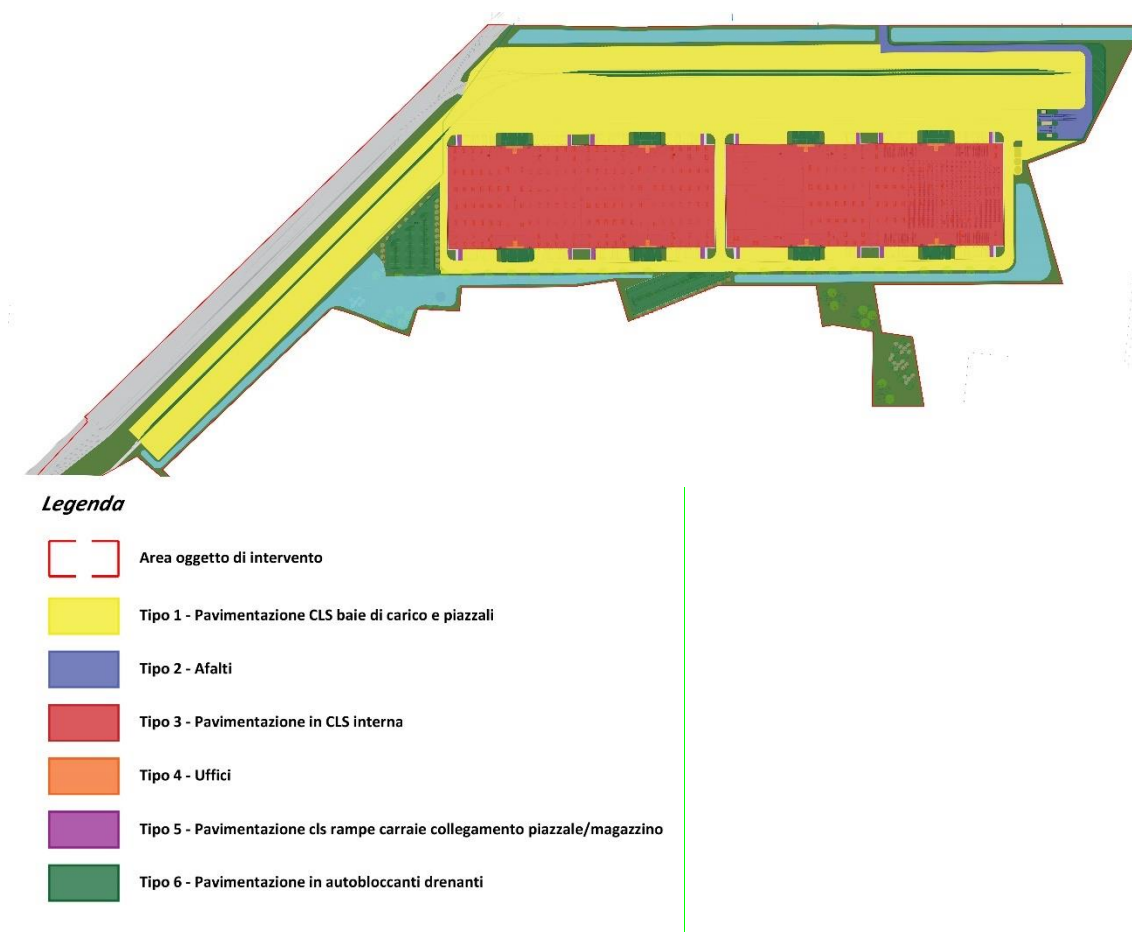 Legenda
Area oggetto di intervento
Tipo 1 - Pavimentazione CLS baie di carico e piazzali
Tipo 2 - Afalti
Tipo 3 - Pavimentazione in CLS interna
Tipo 4 - Uffici
Tipo 5 - Pavimentazione cls rampe carraie collegamento piazzale/magazzino
Tipo 6 - Pavimentazione in autobloccanti drenanti